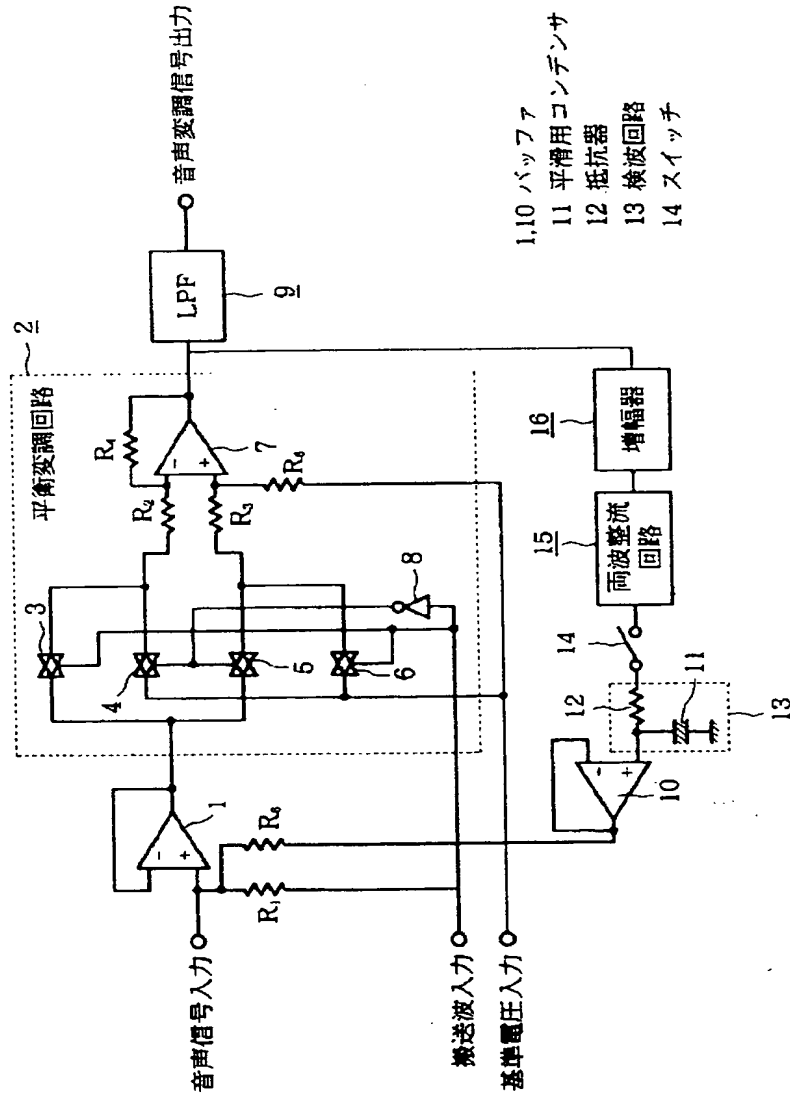 2
平衡変調回路
3
4
5
6
7
8
R₄
R₂
R₃
LPF
9
音声変調信号出力
1
R₁
音声信号入力
搬送波入力
基準電圧入力
10
11
12
13
14
15
両波整流
回路
16
増幅器
1,10 バッファ
11 平滑用コンデンサ
12 抵抗器
13 検波回路
14 スイッチ